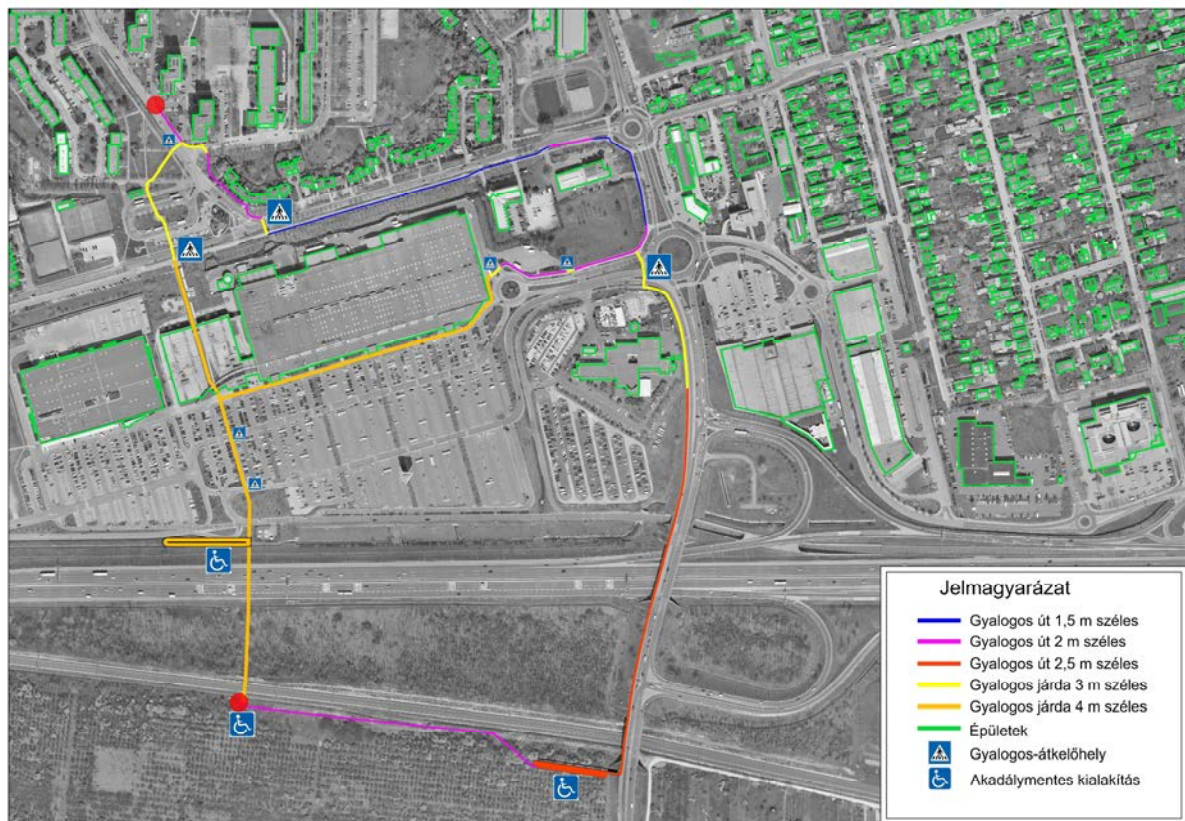 Jelmagyarázat
Gyalogos út 1,5 m széles
Gyalogos út 2 m széles
Gyalogos út 2,5 m széles
Gyalogos járda 3 m széles
Gyalogos járda 4 m széles
Épületek
Gyalogos-átkelőhely
Akadálymentes kialakítás